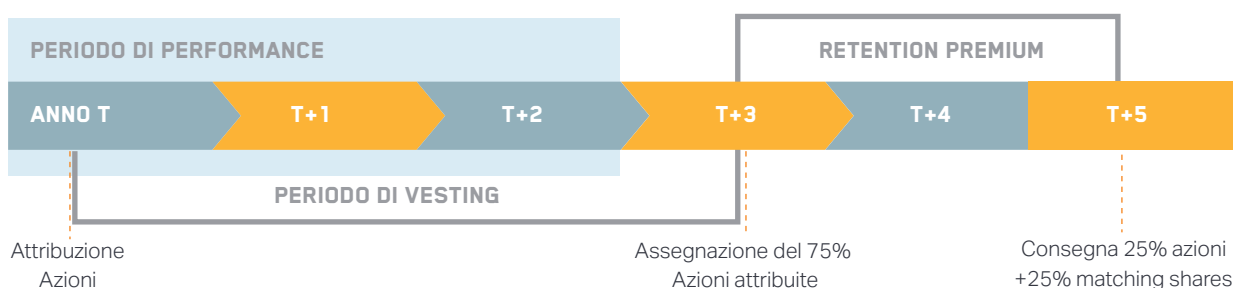 PERIODO DI PERFORMANCE
RETENTION PREMIUM
ANNO T
T+1
T+2
T+3
T+4
T+5
PERIODO DI VESTING
Attribuzione
Azioni
Assegnazione del 75%
Azioni attribuite
Consegna 25% azioni
+25% matching shares